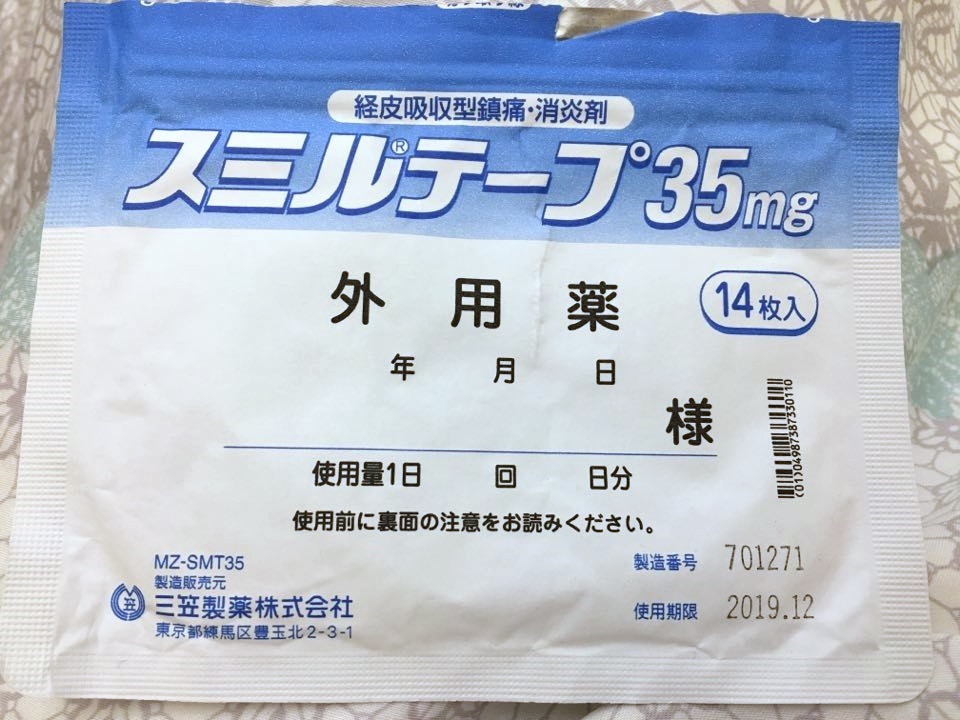 経皮吸収型鎮痛・消炎剤
スミル®テープ35mg
外用薬
14枚入
年 月 日
様
使用量1日 回 日分
使用前に裏面の注意をお読みください。
(01)04987387330110
MZ-SMT35
製造販売元
三笠製薬株式会社
東京都練馬区豊玉北2-3-1
製造番号 701271
使用期限 2019.12